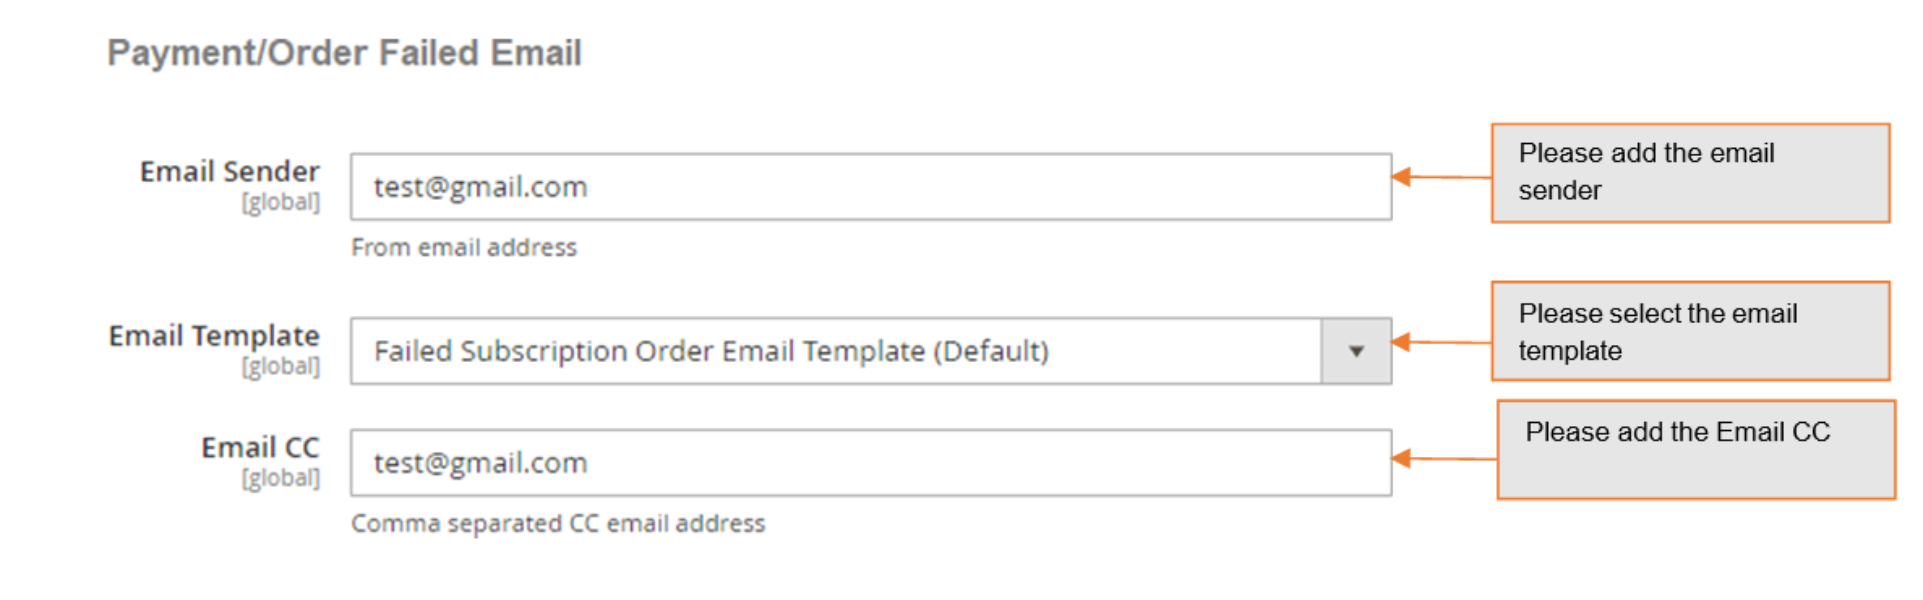 Payment/Order Failed Email
Email Sender
[global]
test@gmail.com
From email address
Please add the email
sender
Email Template
[global]
Failed Subscription Order Email Template (Default)
Please select the email
template
Email CC
[global]
test@gmail.com
Comma separated CC email address
Please add the Email CC